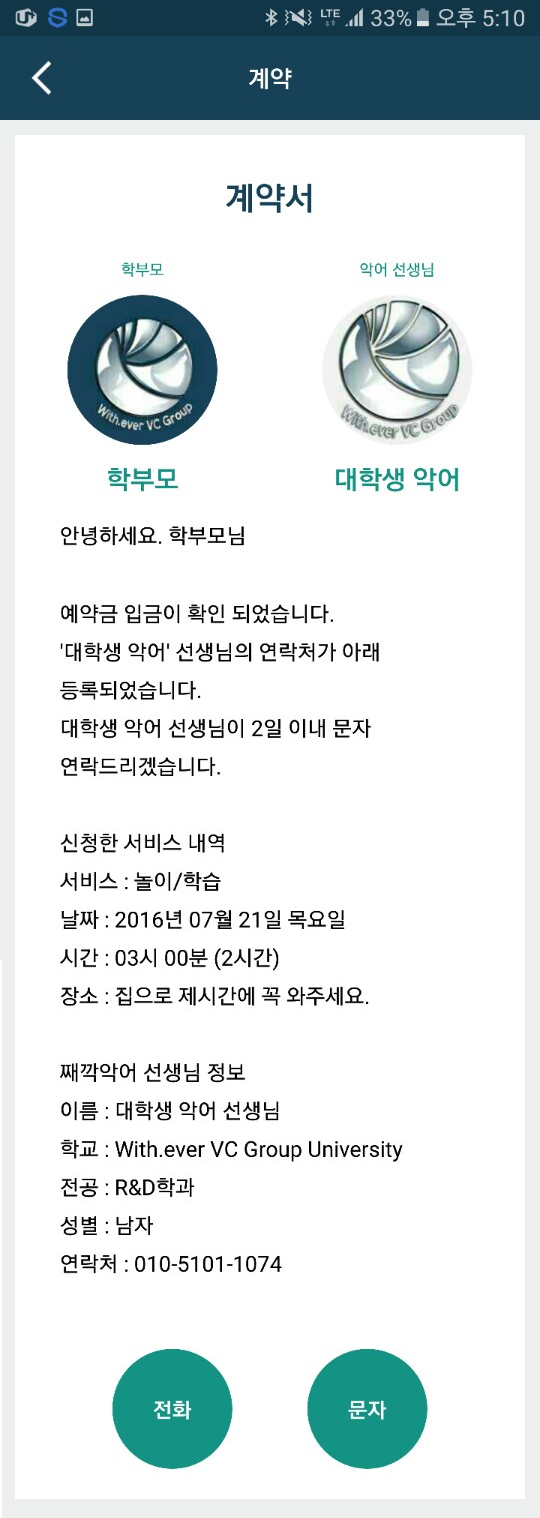 LTE 33% 오후 5:10
계약
계약서
학부모
악어 선생님
With.ever VC Group
With.ever VC Group
학부모
대학생 악어
안녕하세요. 학부모님
예약금 입금이 확인 되었습니다.
'대학생 악어' 선생님의 연락처가 아래
등록되었습니다.
대학생 악어 선생님이 2일 이내 문자
연락드리겠습니다.
신청한 서비스 내역
서비스 : 놀이/학습
날짜 : 2016년 07월 21일 목요일
시간 : 03시 00분 (2시간)
장소 : 집으로 제시간에 꼭 와주세요.
째깍악어 선생님 정보
이름 : 대학생 악어 선생님
학교 : With.ever VC Group University
전공 : R&D학과
성별 : 남자
연락처 : 010-5101-1074
전화
문자